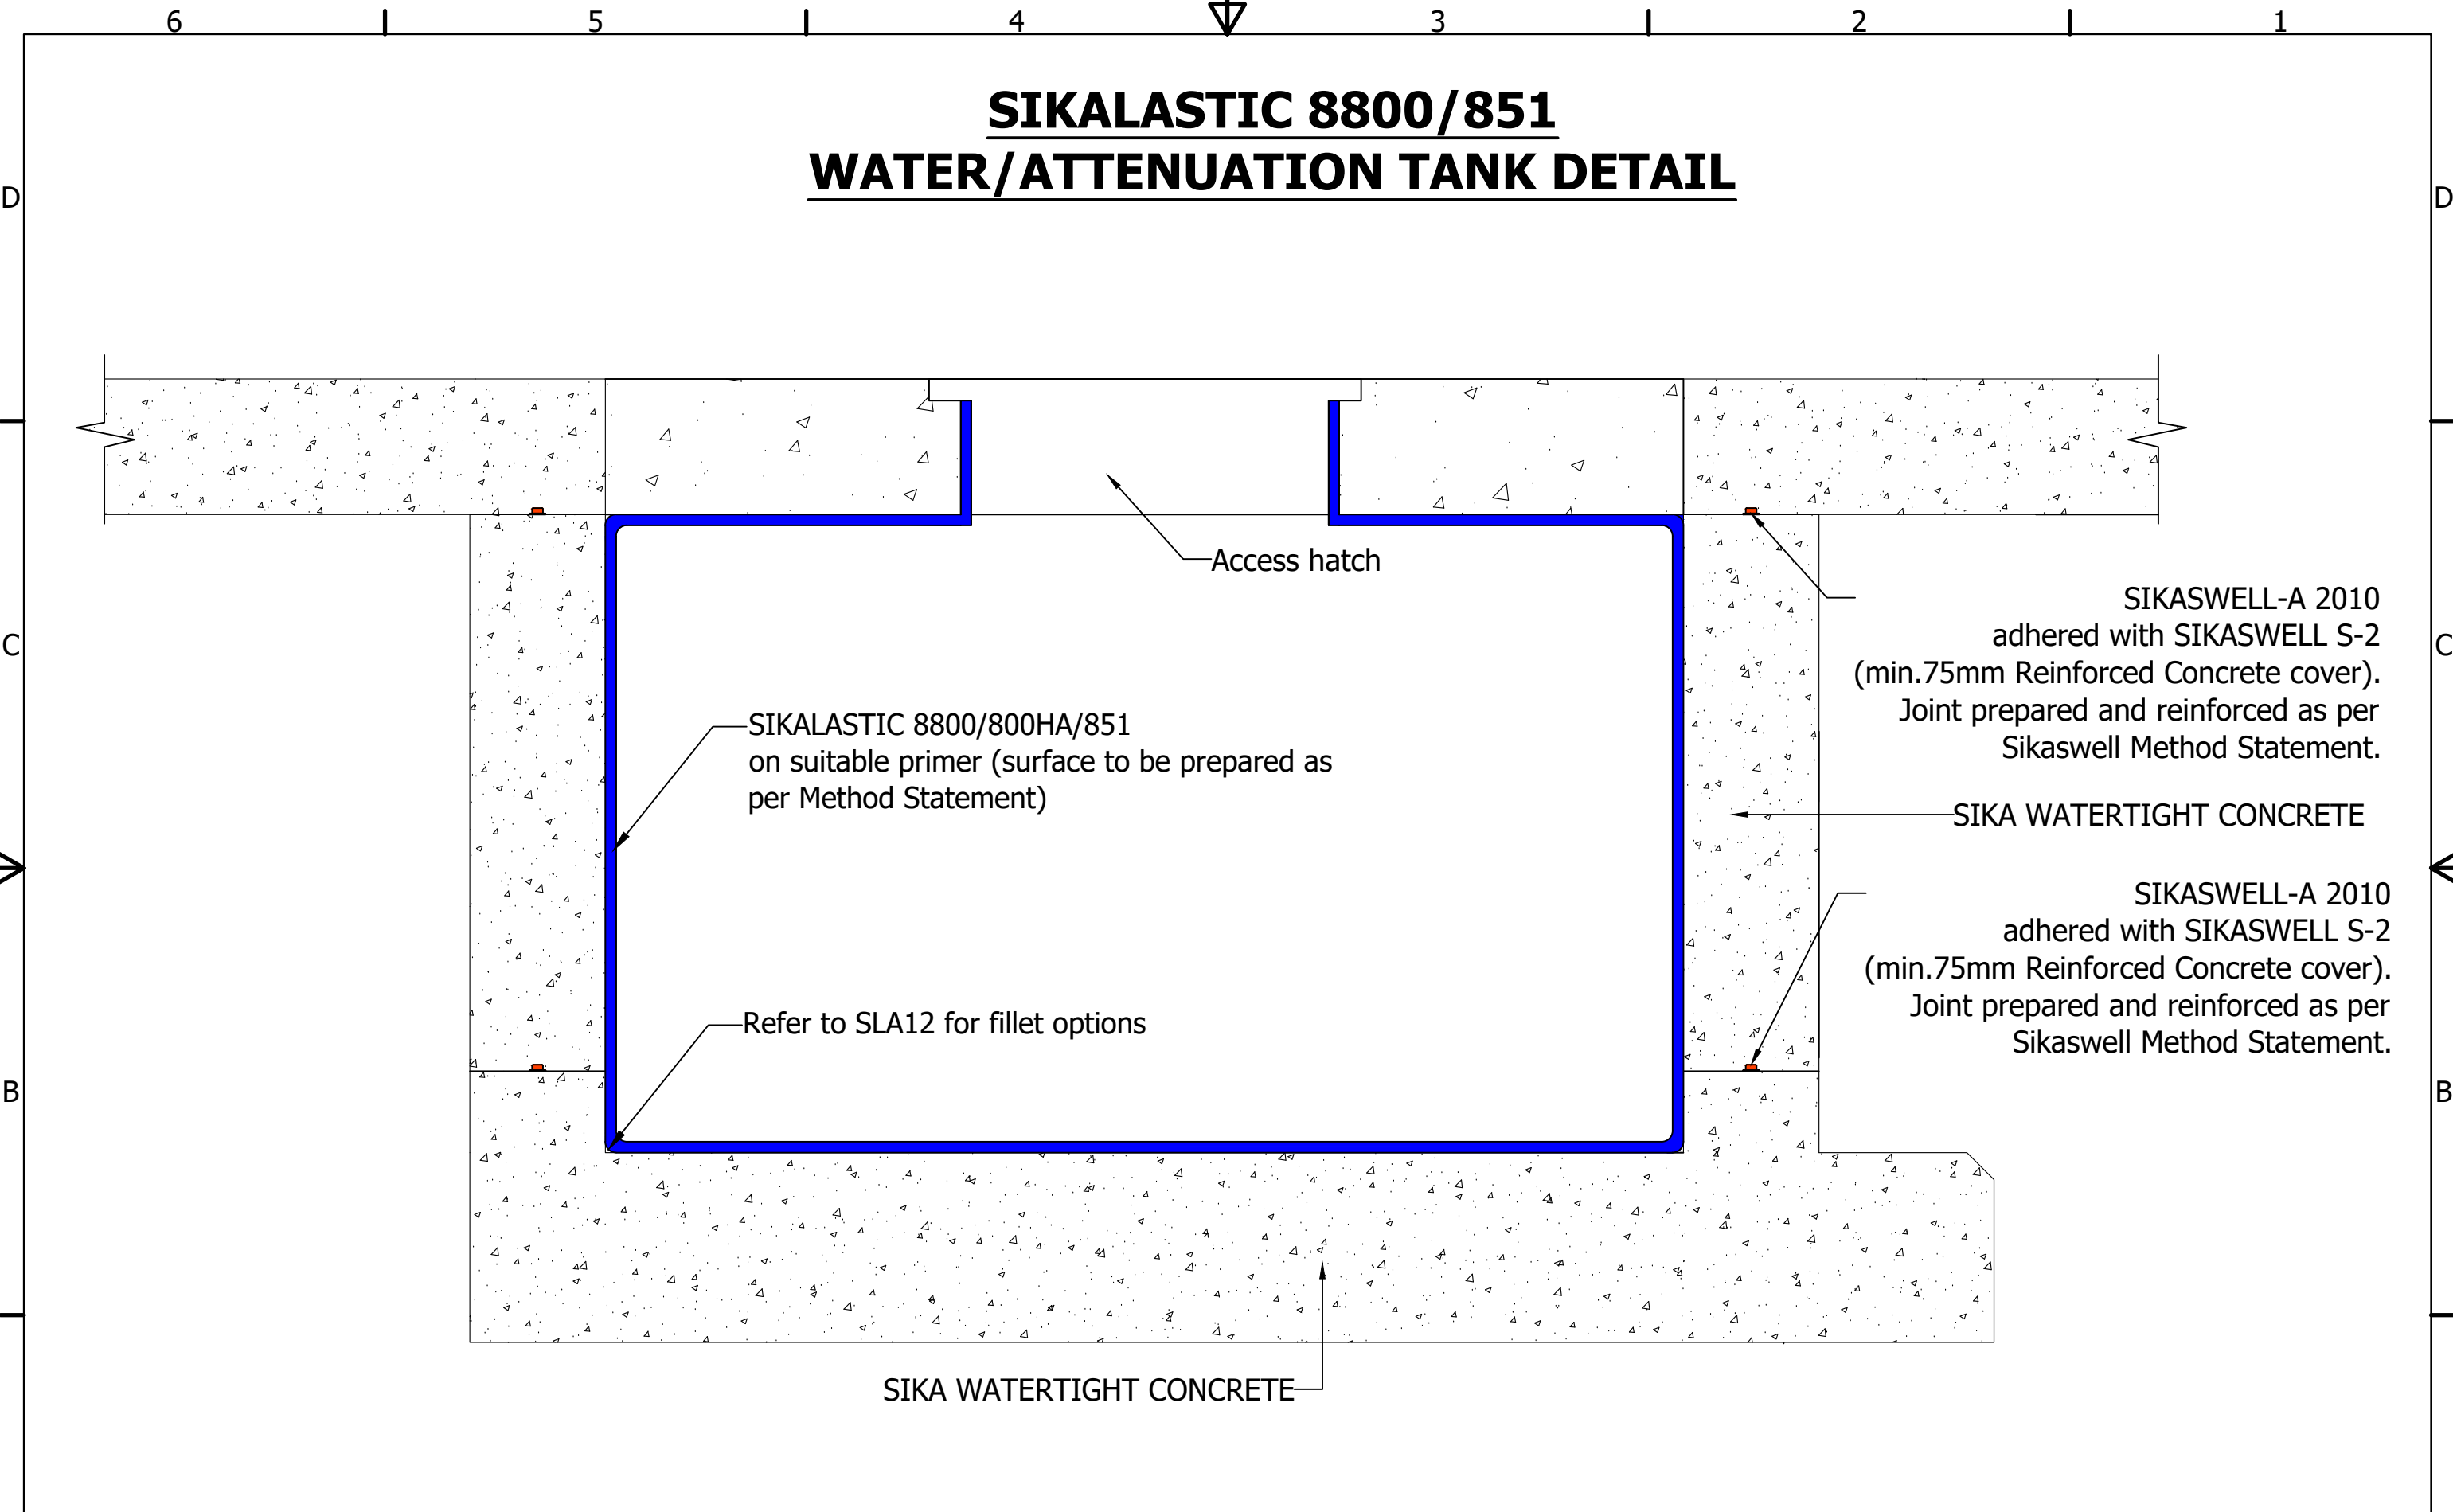 6 5 4 3 2 1
SIKALASTIC 8800/851
WATER/ATTENUATION TANK DETAIL
D D
Access hatch
SIKASWELL-A 2010
adhered with SIKASWELL S-2
(min.75mm Reinforced Concrete cover).
Joint prepared and reinforced as per
Sikaswell Method Statement.
C C
SIKALASTIC 8800/800HA/851
on suitable primer (surface to be prepared as
per Method Statement)
SIKA WATERTIGHT CONCRETE
SIKASWELL-A 2010
adhered with SIKASWELL S-2
(min.75mm Reinforced Concrete cover).
Joint prepared and reinforced as per
Sikaswell Method Statement.
Refer to SLA12 for fillet options
B B
SIKA WATERTIGHT CONCRETE